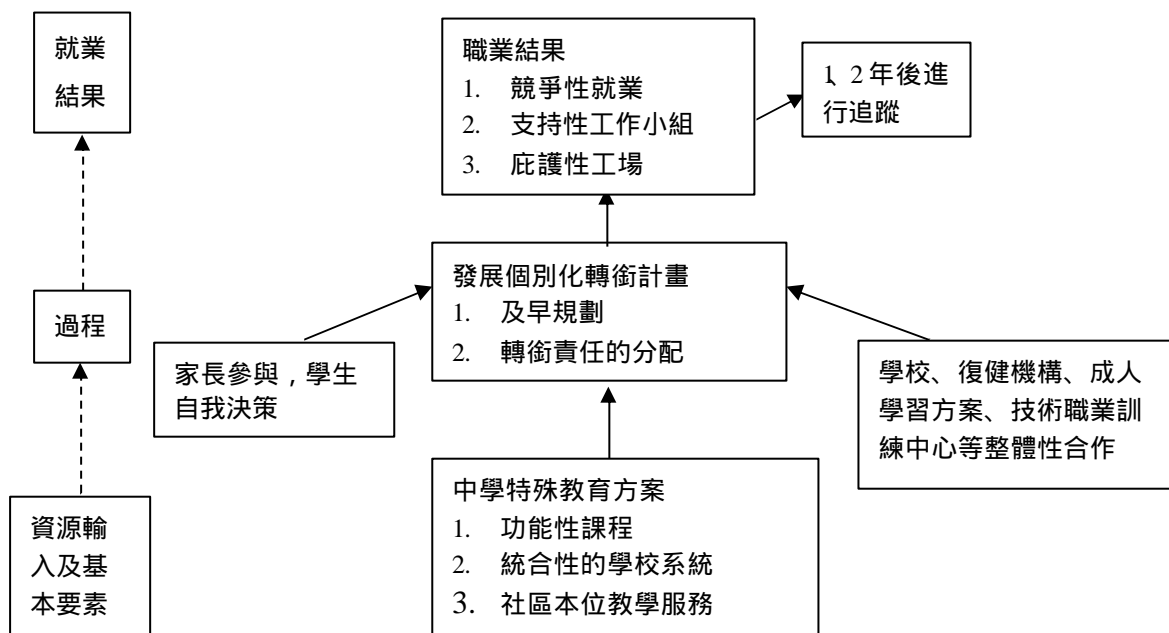 就業
結果
職業結果
1. 競爭性就業
2. 支持性工作小組
3. 庇護性工場
1、2年後進
行追蹤
過程
發展個別化轉銜計畫
1. 及早規劃
2. 轉銜責任的分配
家長參與，學生
自我決策
學校、復健機構、成人
學習方案、技術職業訓
練中心等整體性合作
資源輸
入及基
本要素
中學特殊教育方案
1. 功能性課程
2. 統合性的學校系統
3. 社區本位教學服務